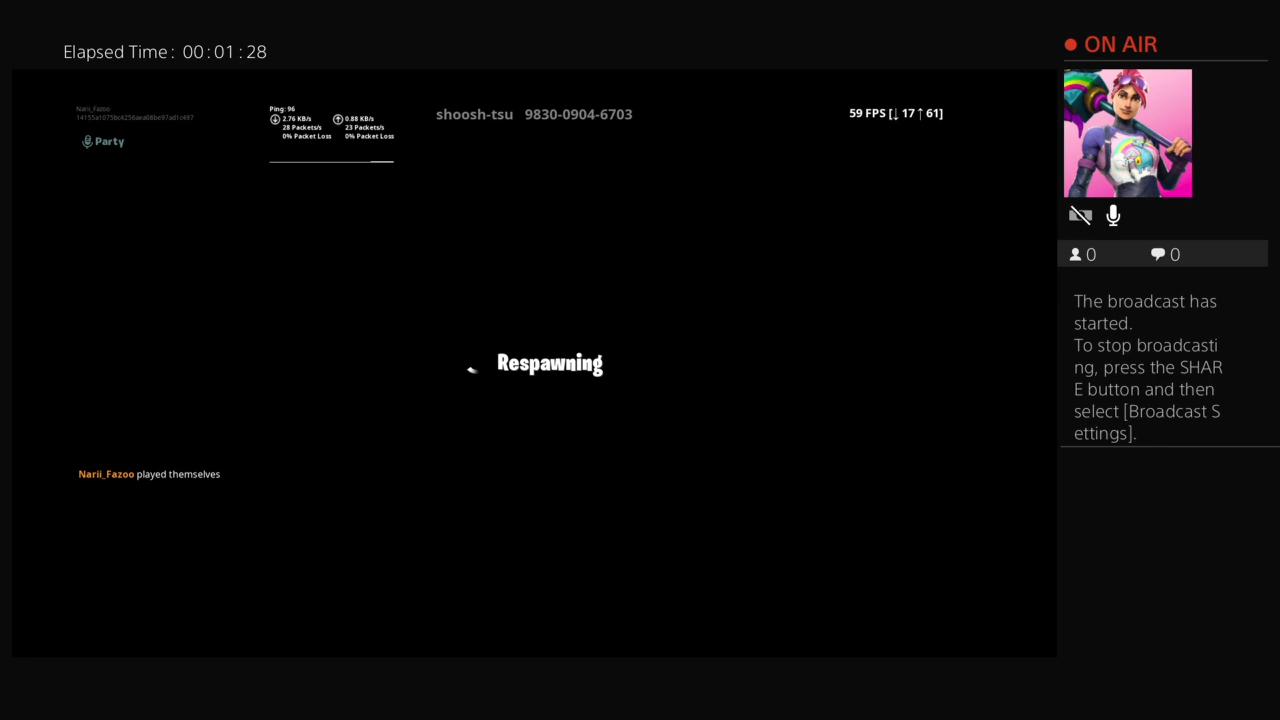 Elapsed Time: 00:01:28
ON AIR
Narii_Fazoo
Ping: 96
2.76 KB/s 0.88 KB/s
28 Packets/s 23 Packets/s
0% Packet Loss 0% Packet Loss
shoosh-tsu 9830-0904-6703
59 FPS [↓ 17 ↑ 61]
Party
0 0
The broadcast has
started.
To stop broadcasti
ng, press the SHAR
E button and then
select [Broadcast S
ettings].
Respawning
Narii_Fazoo played themselves